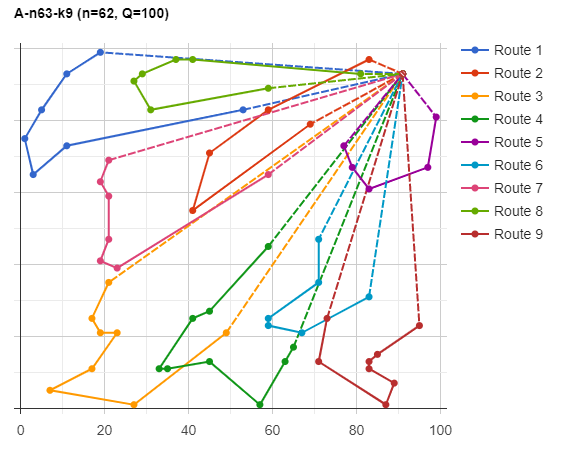 A-n63-k9 (n=62, Q=100)
Route 1
Route 2
Route 3
Route 4
Route 5
Route 6
Route 7
Route 8
Route 9
0 20 40 60 80 100